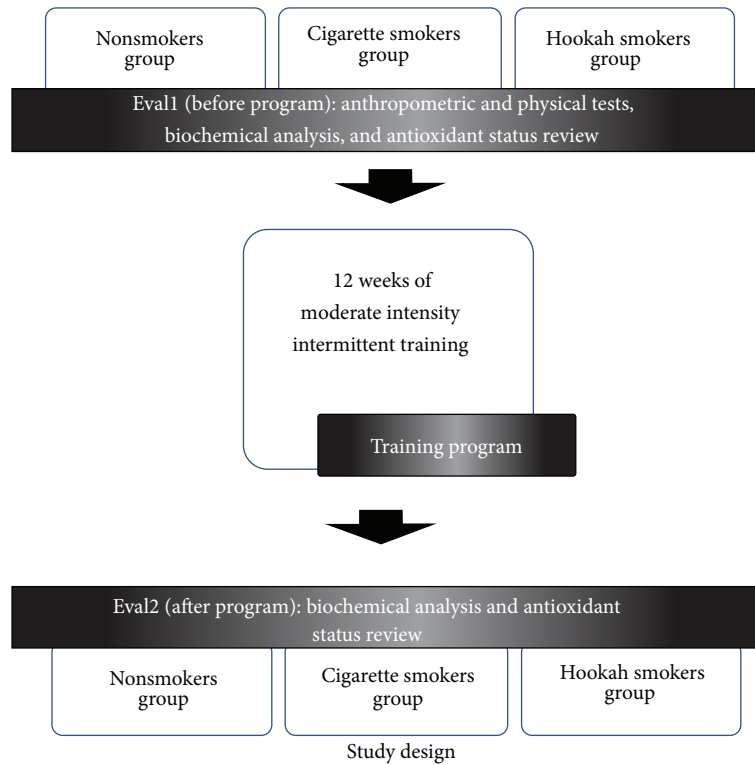 Nonsmokers
group
Cigarette smokers
group
Hookah smokers
group
Eval1 (before program): anthropometric and physical tests,
biochemical analysis, and antioxidant status review
12 weeks of
moderate intensity
intermittent training
Training program
Eval2 (after program): biochemical analysis and antioxidant
status review
Nonsmokers
group
Cigarette smokers
group
Hookah smokers
group
Study design